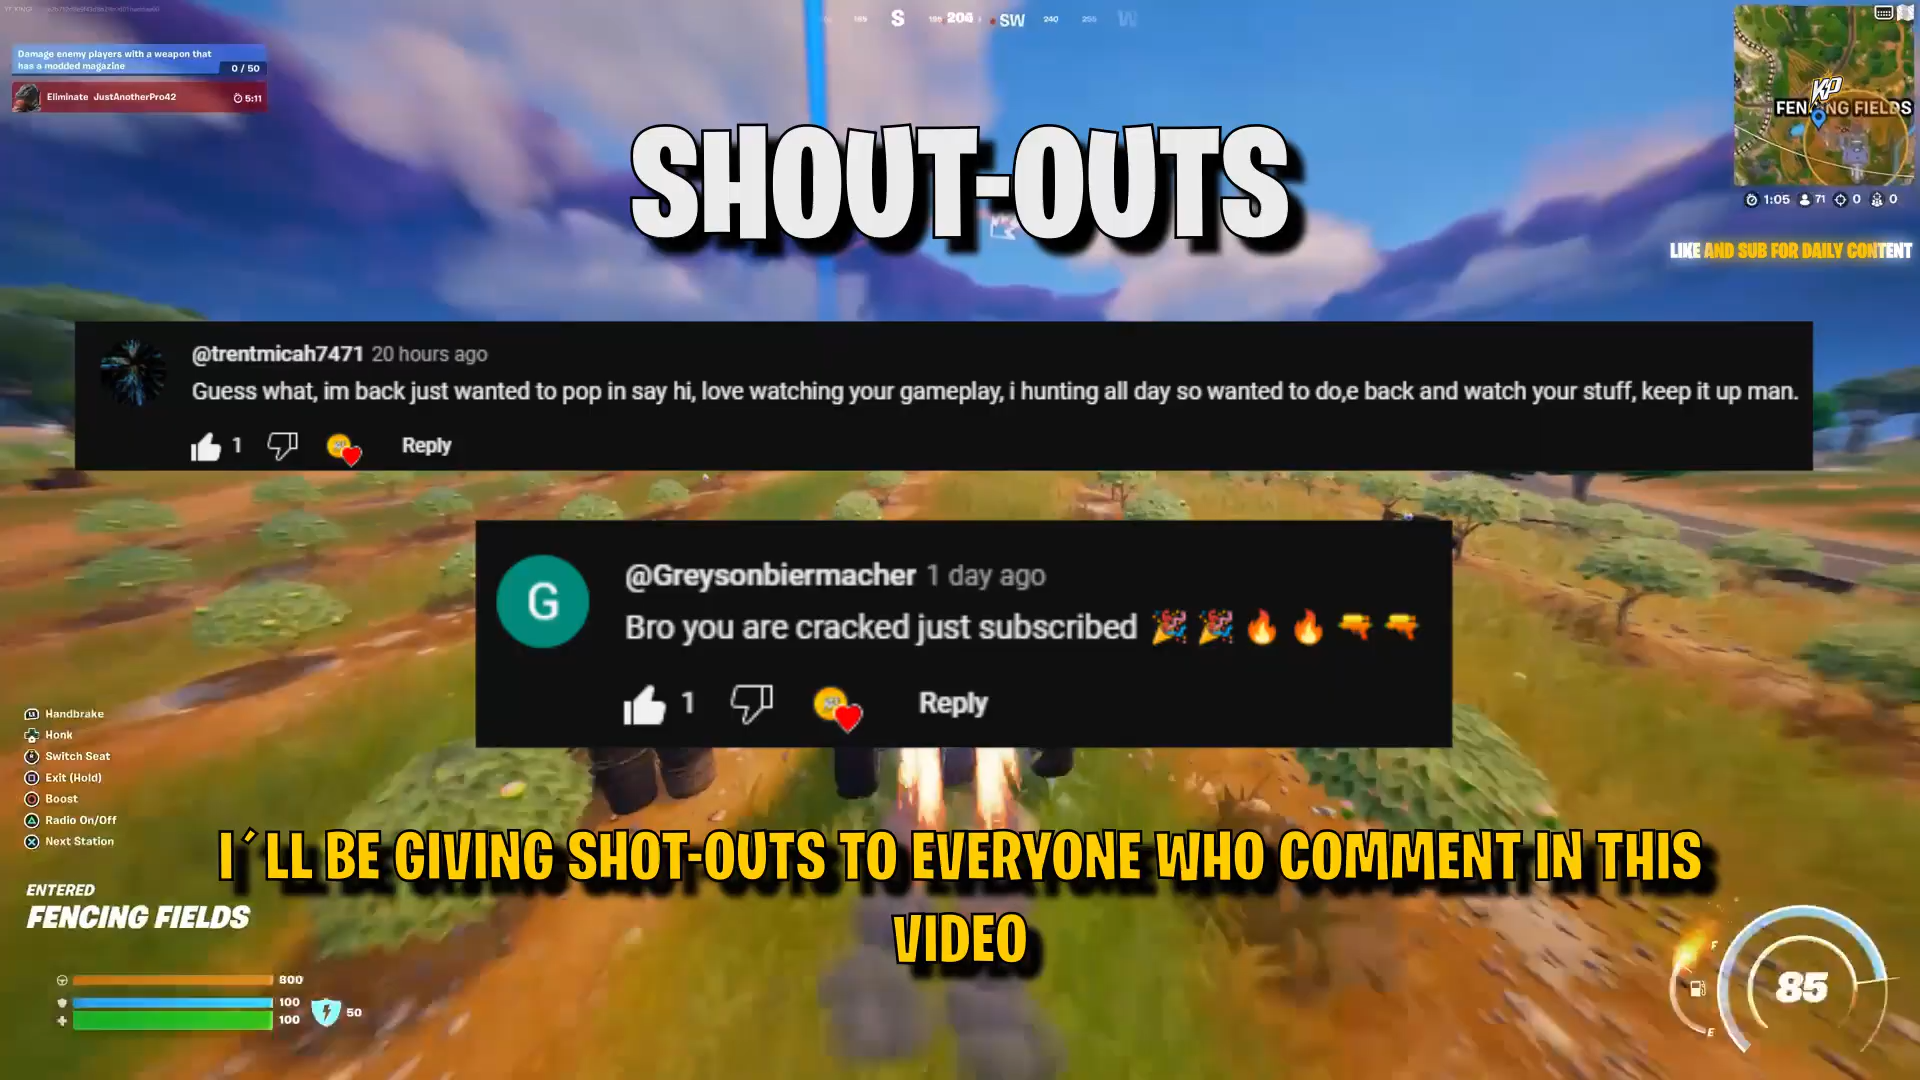 S 195 204 SW 240 255 W
Damage enemy players with a weapon that
has a modded magazine 0 / 50
Eliminate JustAnotherPro42 5:11
KP
FENCING FIELDS
1:05 71 0 0
SHOUT-OUTS
LIKE AND SUB FOR DAILY CONTENT
@trentmicah7471 20 hours ago
Guess what, im back just wanted to pop in say hi, love watching your gameplay, i hunting all day so wanted to do,e back and watch your stuff, keep it up man.
1 Reply
G
@Greysonbiermacher 1 day ago
Bro you are cracked just subscribed 🎉 🎉 🔥 🔥 🔫 🔫
1 Reply
Handbrake
Honk
Switch Seat
Exit (Hold)
Boost
Radio On/Off
Next Station
I´LL BE GIVING SHOT-OUTS TO EVERYONE WHO COMMENT IN THIS
VIDEO
ENTERED
FENCING FIELDS
800
100
100
50
F
85
E